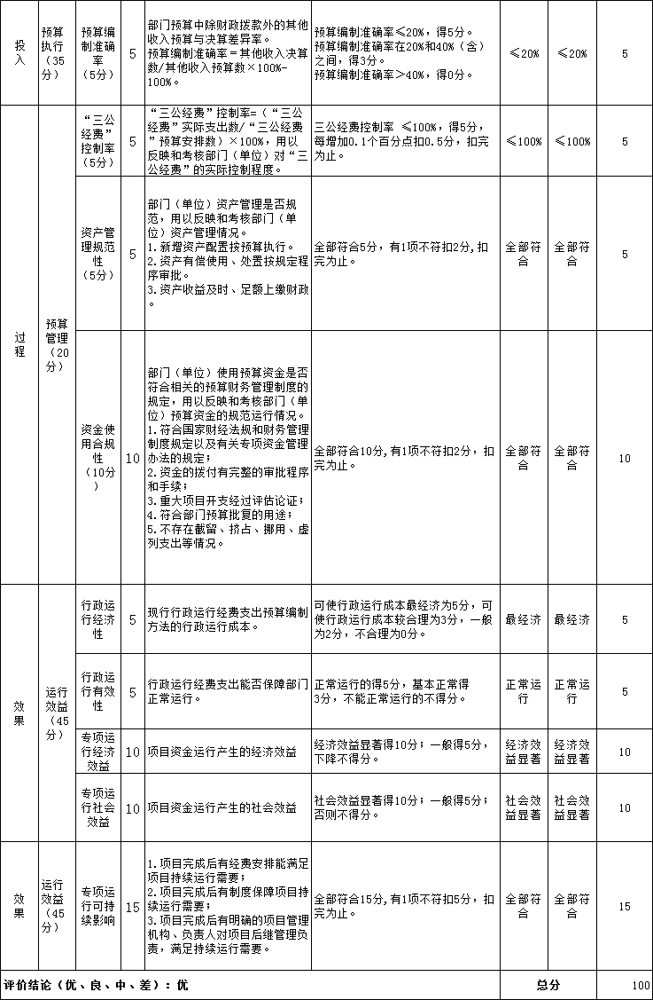 投
入
预算
执行
（35
分）
预算编
制准确
率
（5分）
5
部门预算中除财政拨款外的其他
收入预算与决算差异率。
预算编制准确率＝其他收入决算
数/其他收入预算数×100%-
100%。
预算编制准确率≤20%，得5分。
预算编制准确率在20%和40%（含）
之间，得3分。
预算编制准确率＞40%，得0分。
≤20%
≤20%
5
过
程
预算
管理
（20
分）
“三公
经费”
控制率
（5分）
5
“三公经费”控制率=（“三公
经费”实际支出数/“三公经费
”预算安排数）×100%，用以
反映和考核部门（单位）对“三
公经费”的实际控制程度。
三公经费控制率 ≤100%，得5分，
每增加0.1个百分点扣0.5分，扣完
为止。
≤100%
≤100%
5
资产管
理规范
性
（5分）
5
部门（单位）资产管理是否规
范，用以反映和考核部门（单
位）资产管理情况。
1.新增资产配置按预算执行。
2.资产有偿使用、处置按规定程
序审批。
3.资产收益及时、足额上缴财政
。
全部符合5分，有1项不符扣2分,扣
完为止。
全部符
合
全部符
合
5
资金使
用合规
性
（10分
）
10
部门（单位）使用预算资金是否
符合相关的预算财务管理制度的
规定，用以反映和考核部门（单
位）预算资金的规范运行情况。
1.符合国家财经法规和财务管理
制度规定以及有关专项资金管理
办法的规定；
2.资金的拨付有完整的审批程序
和手续；
3.重大项目开支经过评估论证；
4.符合部门预算批复的用途；
5.不存在截留、挤占、挪用、虚
列支出等情况。
全部符合10分,有1项不符扣2分，扣
完为止。
全部符
合
全部符
合
10
效
果
运行
效益
（45
分）
行政运
行经济
性
5
现行行政运行经费支出预算编制
方法的行政运行成本。
可使行政运行成本最经济为5分，可
使行政运行成本较合理为3分，一般
为2分，不合理为0分。
最经济
最经济
5
行政运
行有效
性
5
行政运行经费支出能否保障部门
正常运行。
正常运行的得5分，基本正常得
3分，不能正常运行的不得分。
正常运
行
正常运
行
5
专项运
行经济
效益
10
项目资金运行产生的经济效益
经济效益显著得10分；一般得5分，
下降不得分。
经济效
益显著
经济效
益显著
10
专项运
行社会
效益
10
项目资金运行产生的社会效益
社会效益显著得10分；一般得5分；
否则不得分。
社会效
益显著
社会效
益显著
10
效
果
运行
效益
（45
分）
专项运
行可持
续影响
15
1.项目完成后有经费安排能满足
项目持续运行需要；
2.项目完成后有制度保障项目持
续运行需要；
3.项目完成后有明确的项目管理
机构、负责人对项目后继管理负
责，满足持续运行需要。
全部符合15分,有1项不符扣5分，扣
完为止。
全部符
合
全部符
合
15
评价结论（优、良、中、差）：优
总分
100